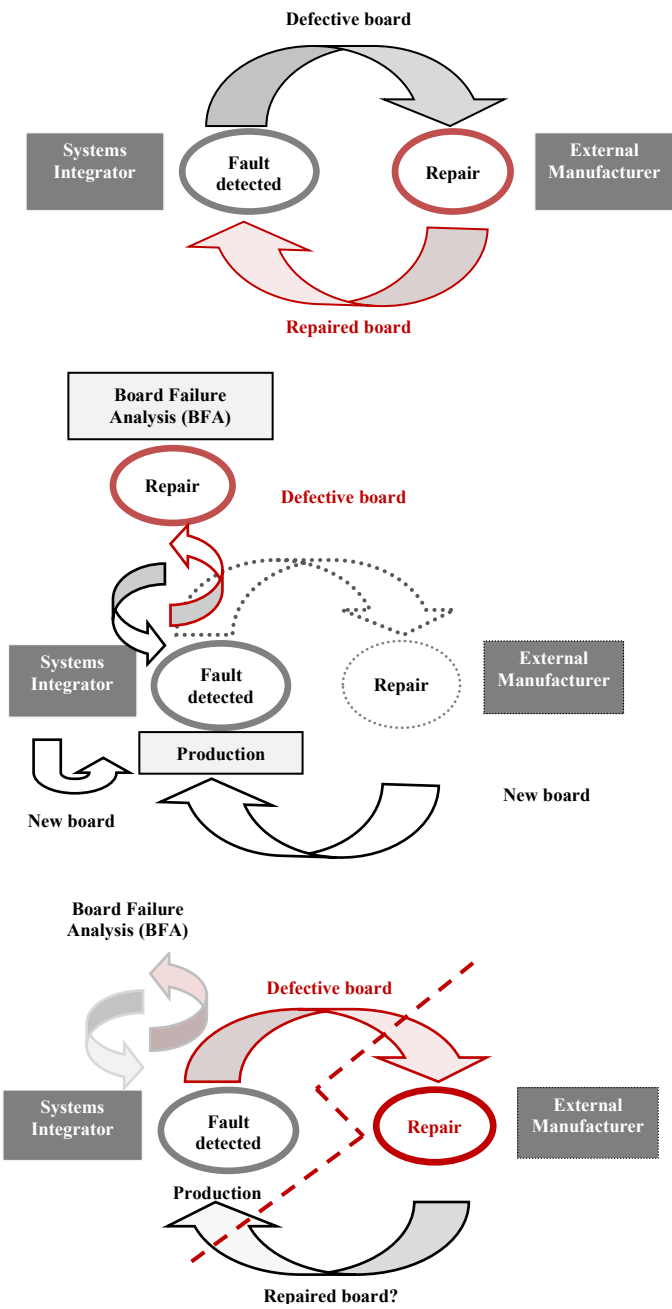 Defective board
Systems
Integrator
Fault
detected
Repair
External
Manufacturer
Repaired board
Board Failure
Analysis (BFA)
Repair
Defective board
Systems
Integrator
Fault
detected
Repair
External
Manufacturer
Production
New board
New board
Board Failure
Analysis (BFA)
Defective board
Systems
Integrator
Fault
detected
Repair
External
Manufacturer
Production
Repaired board?